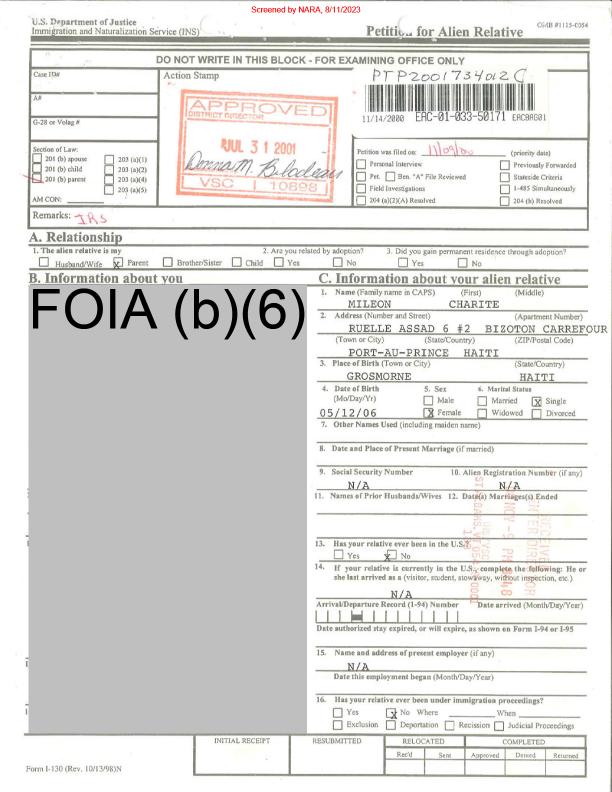 Screened by NARA, 8/11/2023
U.S. Department of Justice
Immigration and Naturalization Service (INS)
Petition for Alien Relative
OMB #1115-0054
DO NOT WRITE IN THIS BLOCK - FOR EXAMINING OFFICE ONLY
Case ID#
Action Stamp
PTP2001734012C
A#
11/14/2000 EAC-01-033-50171 EACBAG01
G-28 or Volag #
APPROVED
DISTRICT DIRECTOR
JUL 31 2001
Donna M. Bilodeau
VSC 10898
Section of Law:
201 (b) spouse 203 (a)(1)
201 (b) child 203 (a)(2)
201 (b) parent 203 (a)(4)
203 (a)(5)
AM CON:
Petition was filed on: 11/09/00 (priority date)
Personal Interview Previously Forwarded
Pet. Ben. "A" File Reviewed Stateside Criteria
Field Investigations I-485 Simultaneously
204 (a)(2)(A) Resolved 204 (h) Resolved
Remarks: IRS
A. Relationship
1. The alien relative is my 2. Are you related by adoption? 3. Did you gain permanent residence through adoption?
Husband/Wife X Parent Brother/Sister Child Yes No Yes No
B. Information about you
FOIA (b)(6)
C. Information about your alien relative
1. Name (Family name in CAPS) (First) (Middle)
MILEON CHARITE
2. Address (Number and Street) (Apartment Number)
RUELLE ASSAD 6 #2 BIZOTON CARREFOUR
(Town or City) (State/Country) (ZIP/Postal Code)
PORT-AU-PRINCE HAITI
3. Place of Birth (Town or City) (State/Country)
GROSMORNE HAITI
4. Date of Birth 5. Sex 6. Marital Status
(Mo/Day/Yr) Male Married X Single
05/12/06 X Female Widowed Divorced
7. Other Names Used (including maiden name)
8. Date and Place of Present Marriage (if married)
9. Social Security Number 10. Alien Registration Number (if any)
N/A N/A
11. Names of Prior Husbands/Wives 12. Date(s) Marriages(s) Ended
13. Has your relative ever been in the U.S.?
Yes X No
14. If your relative is currently in the U.S., complete the following: He or
she last arrived as a (visitor, student, stowaway, without inspection, etc.)
N/A
Arrival/Departure Record (I-94) Number Date arrived (Month/Day/Year)
Date authorized stay expired, or will expire, as shown on Form I-94 or I-95
15. Name and address of present employer (if any)
N/A
Date this employment began (Month/Day/Year)
16. Has your relative ever been under immigration proceedings?
Yes X No Where When
Exclusion Deportation Recission Judicial Proceedings
INITIAL RECEIPT RESUBMITTED RELOCATED COMPLETED
Rec'd Sent Approved Denied Returned
Form I-130 (Rev. 10/13/98)N